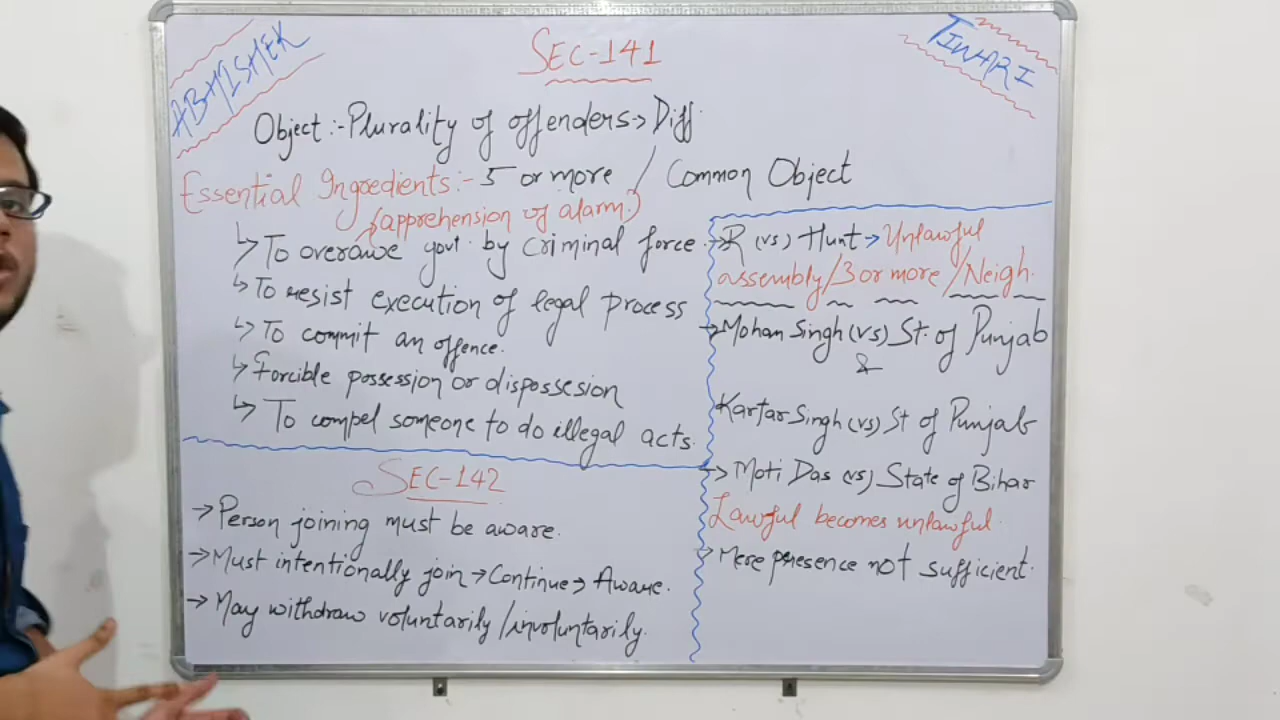 ABHISHEK
SEC-141
TIWARI
Object:- Plurality of offenders → Diff.
Essential Ingredients:- 5 or more / Common Object
(apprehension of alarm)
↳ To overawe govt. by criminal force.
↳ To resist execution of legal process
↳ To commit an offence.
↳ Forcible possession or dispossesion
↳ To compel someone to do illegal acts.
→ R (vs) Hunt → Unlawful
assembly/3 or more /Neigh.
→ Mohan Singh (vs) St. of Punjab
&
Kartar Singh (vs) St of Punjab
→ Moti Das (vs) State of Bihar
Lawful becomes unlawful.
→ Mere presence not sufficient.
SEC-142
→ Person joining must be aware.
→ Must intentionally join → Continue → Aware.
→ May withdraw voluntarily /involuntarily.